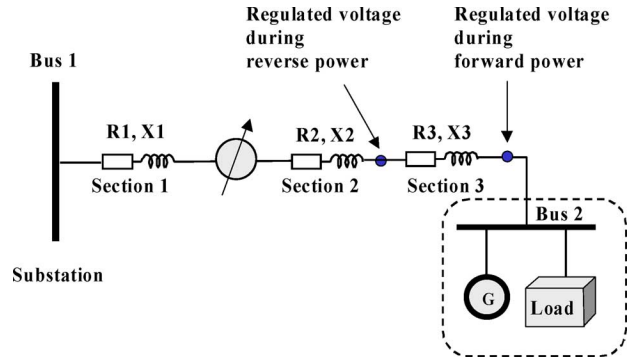 Regulated voltage
during
reverse power
Regulated voltage
during
forward power
Bus 1
R1, X1
R2, X2
R3, X3
Section 1
Section 2
Section 3
Bus 2
Substation
G
Load